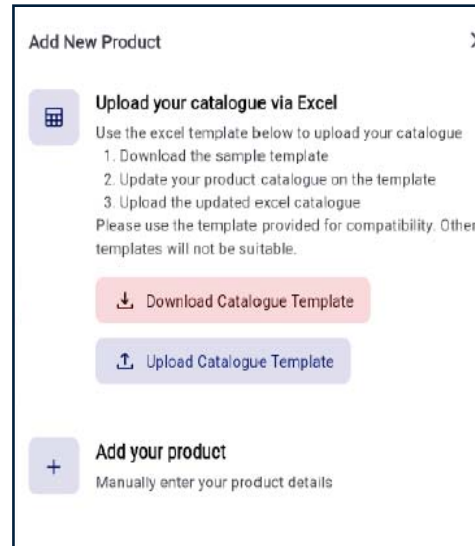 Add New Product
Upload your catalogue via Excel
Use the excel template below to upload your catalogue
1. Download the sample template
2. Update your product catalogue on the template
3. Upload the updated excel catalogue
Please use the template provided for compatibility. Other
templates will not be suitable.
Download Catalogue Template
Upload Catalogue Template
Add your product
Manually enter your product details